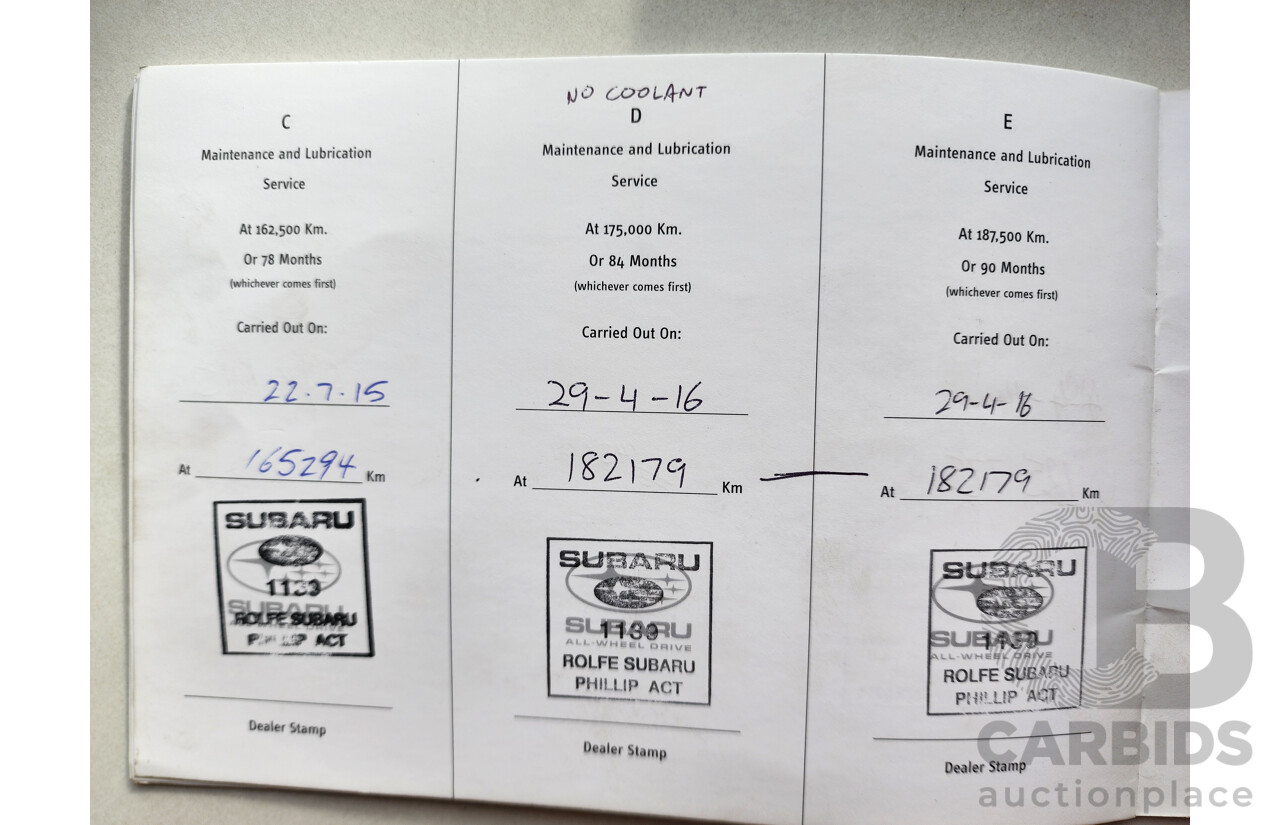 C
Maintenance and Lubrication
Service
At 162,500 Km.
Or 78 Months
(whichever comes first)
Carried Out On:
22.7.15
At 165294 Km
SUBARU
SUBARU
ROLFE SUBARU
ACT
Dealer Stamp
NO COOLANT
D
Maintenance and Lubrication
Service
At 175,000 Km.
Or 84 Months
(whichever comes first)
Carried Out On:
29-4-16
At 182179 Km
SUBARU
SUBARU
1139
ALL-WHEEL DRIVE
ROLFE SUBARU
PHILLIP ACT
Dealer Stamp
E
Maintenance and Lubrication
Service
At 187,500 Km.
Or 90 Months
(whichever comes first)
Carried Out On:
29-4-16
At 182179 Km
SUBARU
SUBARU
1139
ALL-WHEEL DRIVE
ROLFE SUBARU
PHILLIP ACT
Dealer Stamp
B
CARBIDS
auctionplace